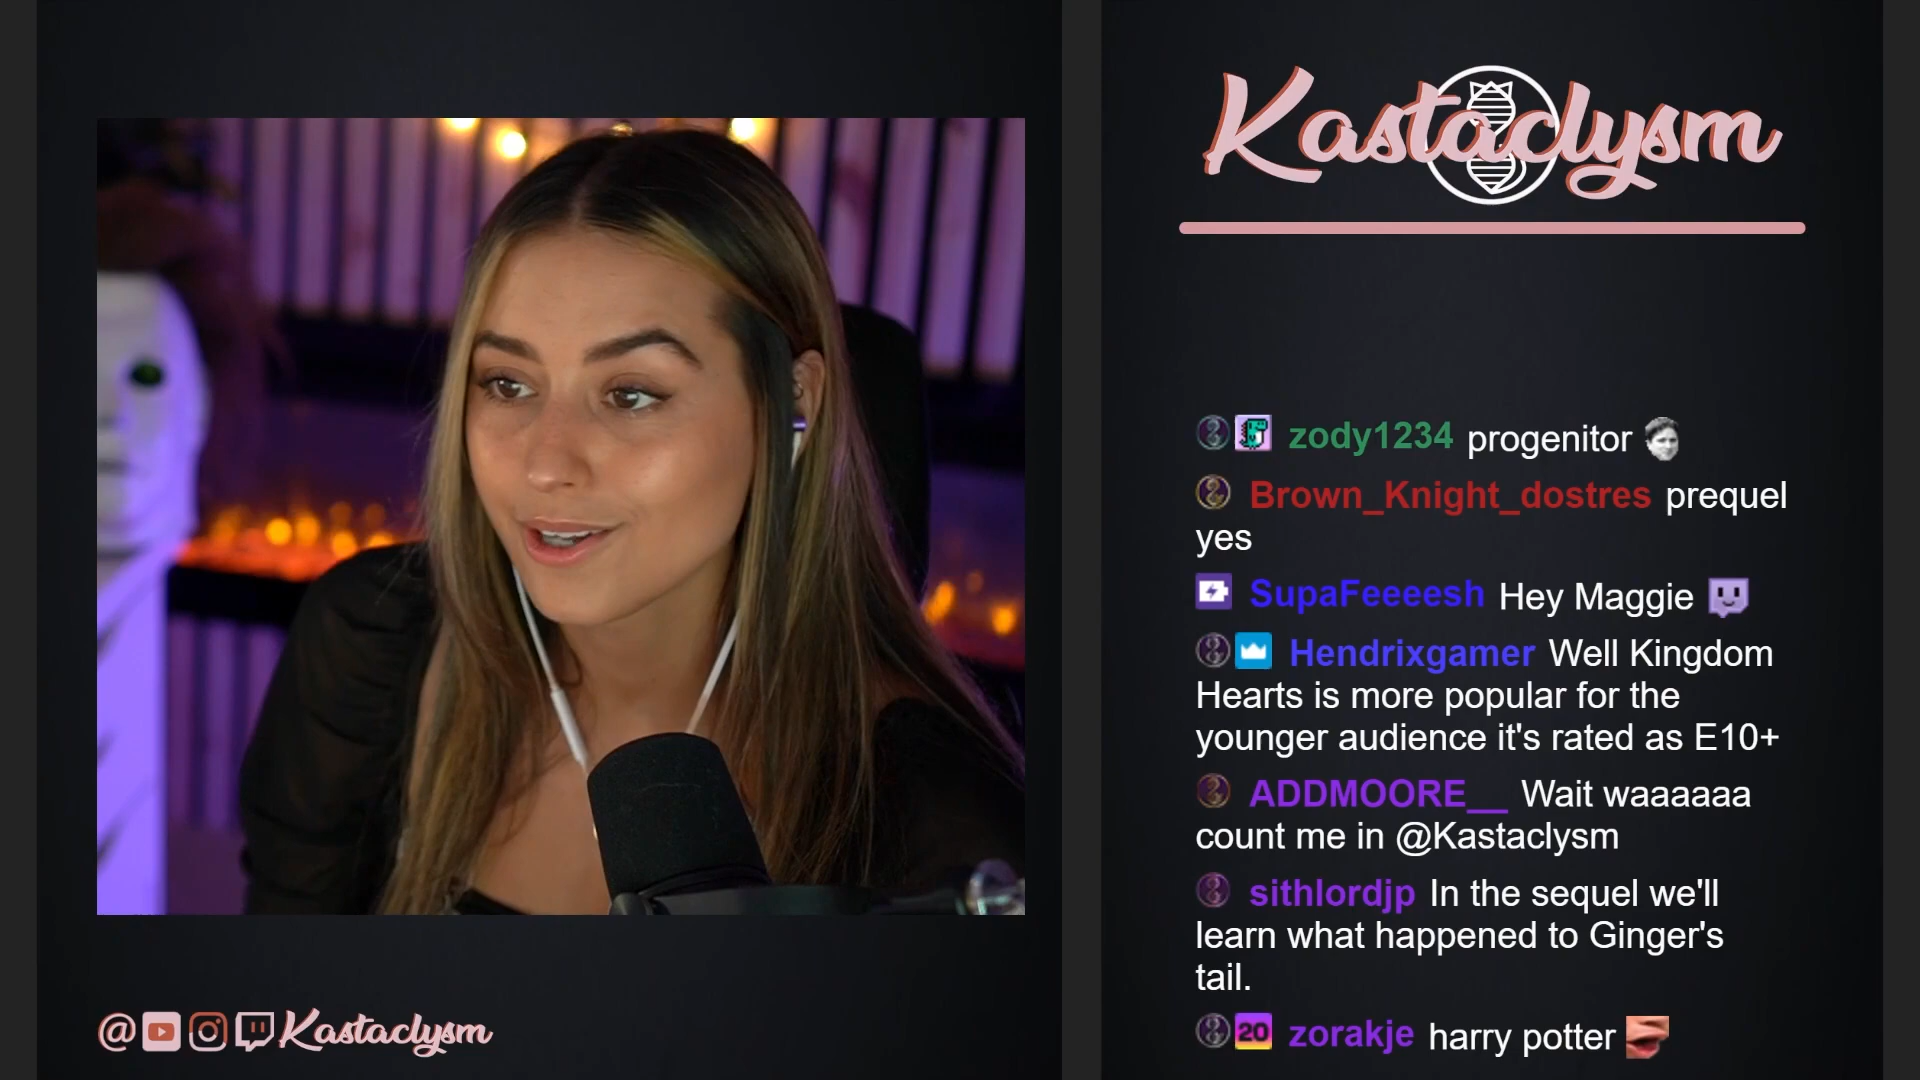 Kastaclysm
zody1234 progenitor
Brown_Knight_dostres prequel
yes
SupaFeeeesh Hey Maggie
Hendrixgamer Well Kingdom
Hearts is more popular for the
younger audience it's rated as E10+
ADDMOORE__ Wait waaaaaa
count me in @Kastaclysm
sithlordjp In the sequel we'll
learn what happened to Ginger's
tail.
20 zorakje harry potter
@ Kastaclysm